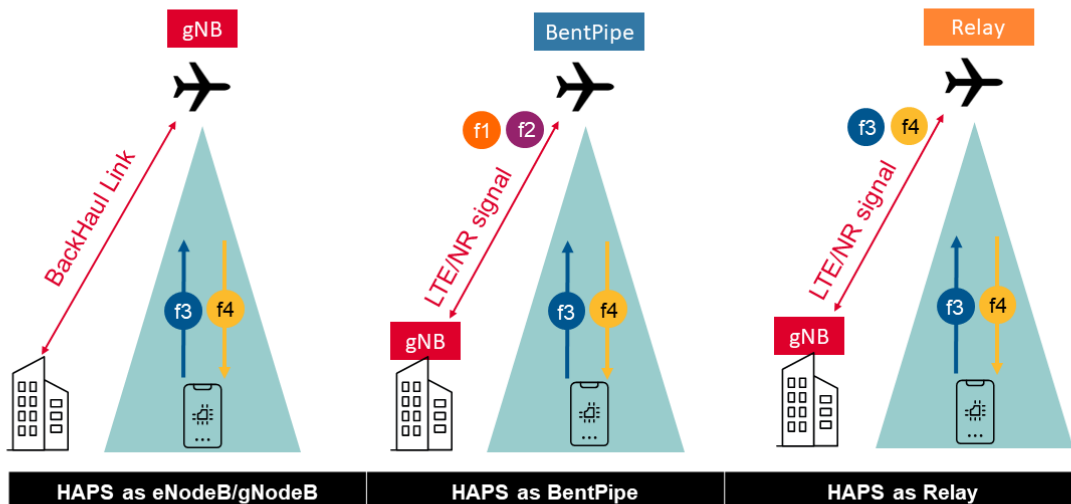 gNB
BackHaul Link
f3
f4
HAPS as eNodeB/gNodeB
BentPipe
f1
f2
LTE/NR signal
gNB
f3
f4
HAPS as BentPipe
Relay
f3
f4
LTE/NR signal
gNB
f3
f4
HAPS as Relay